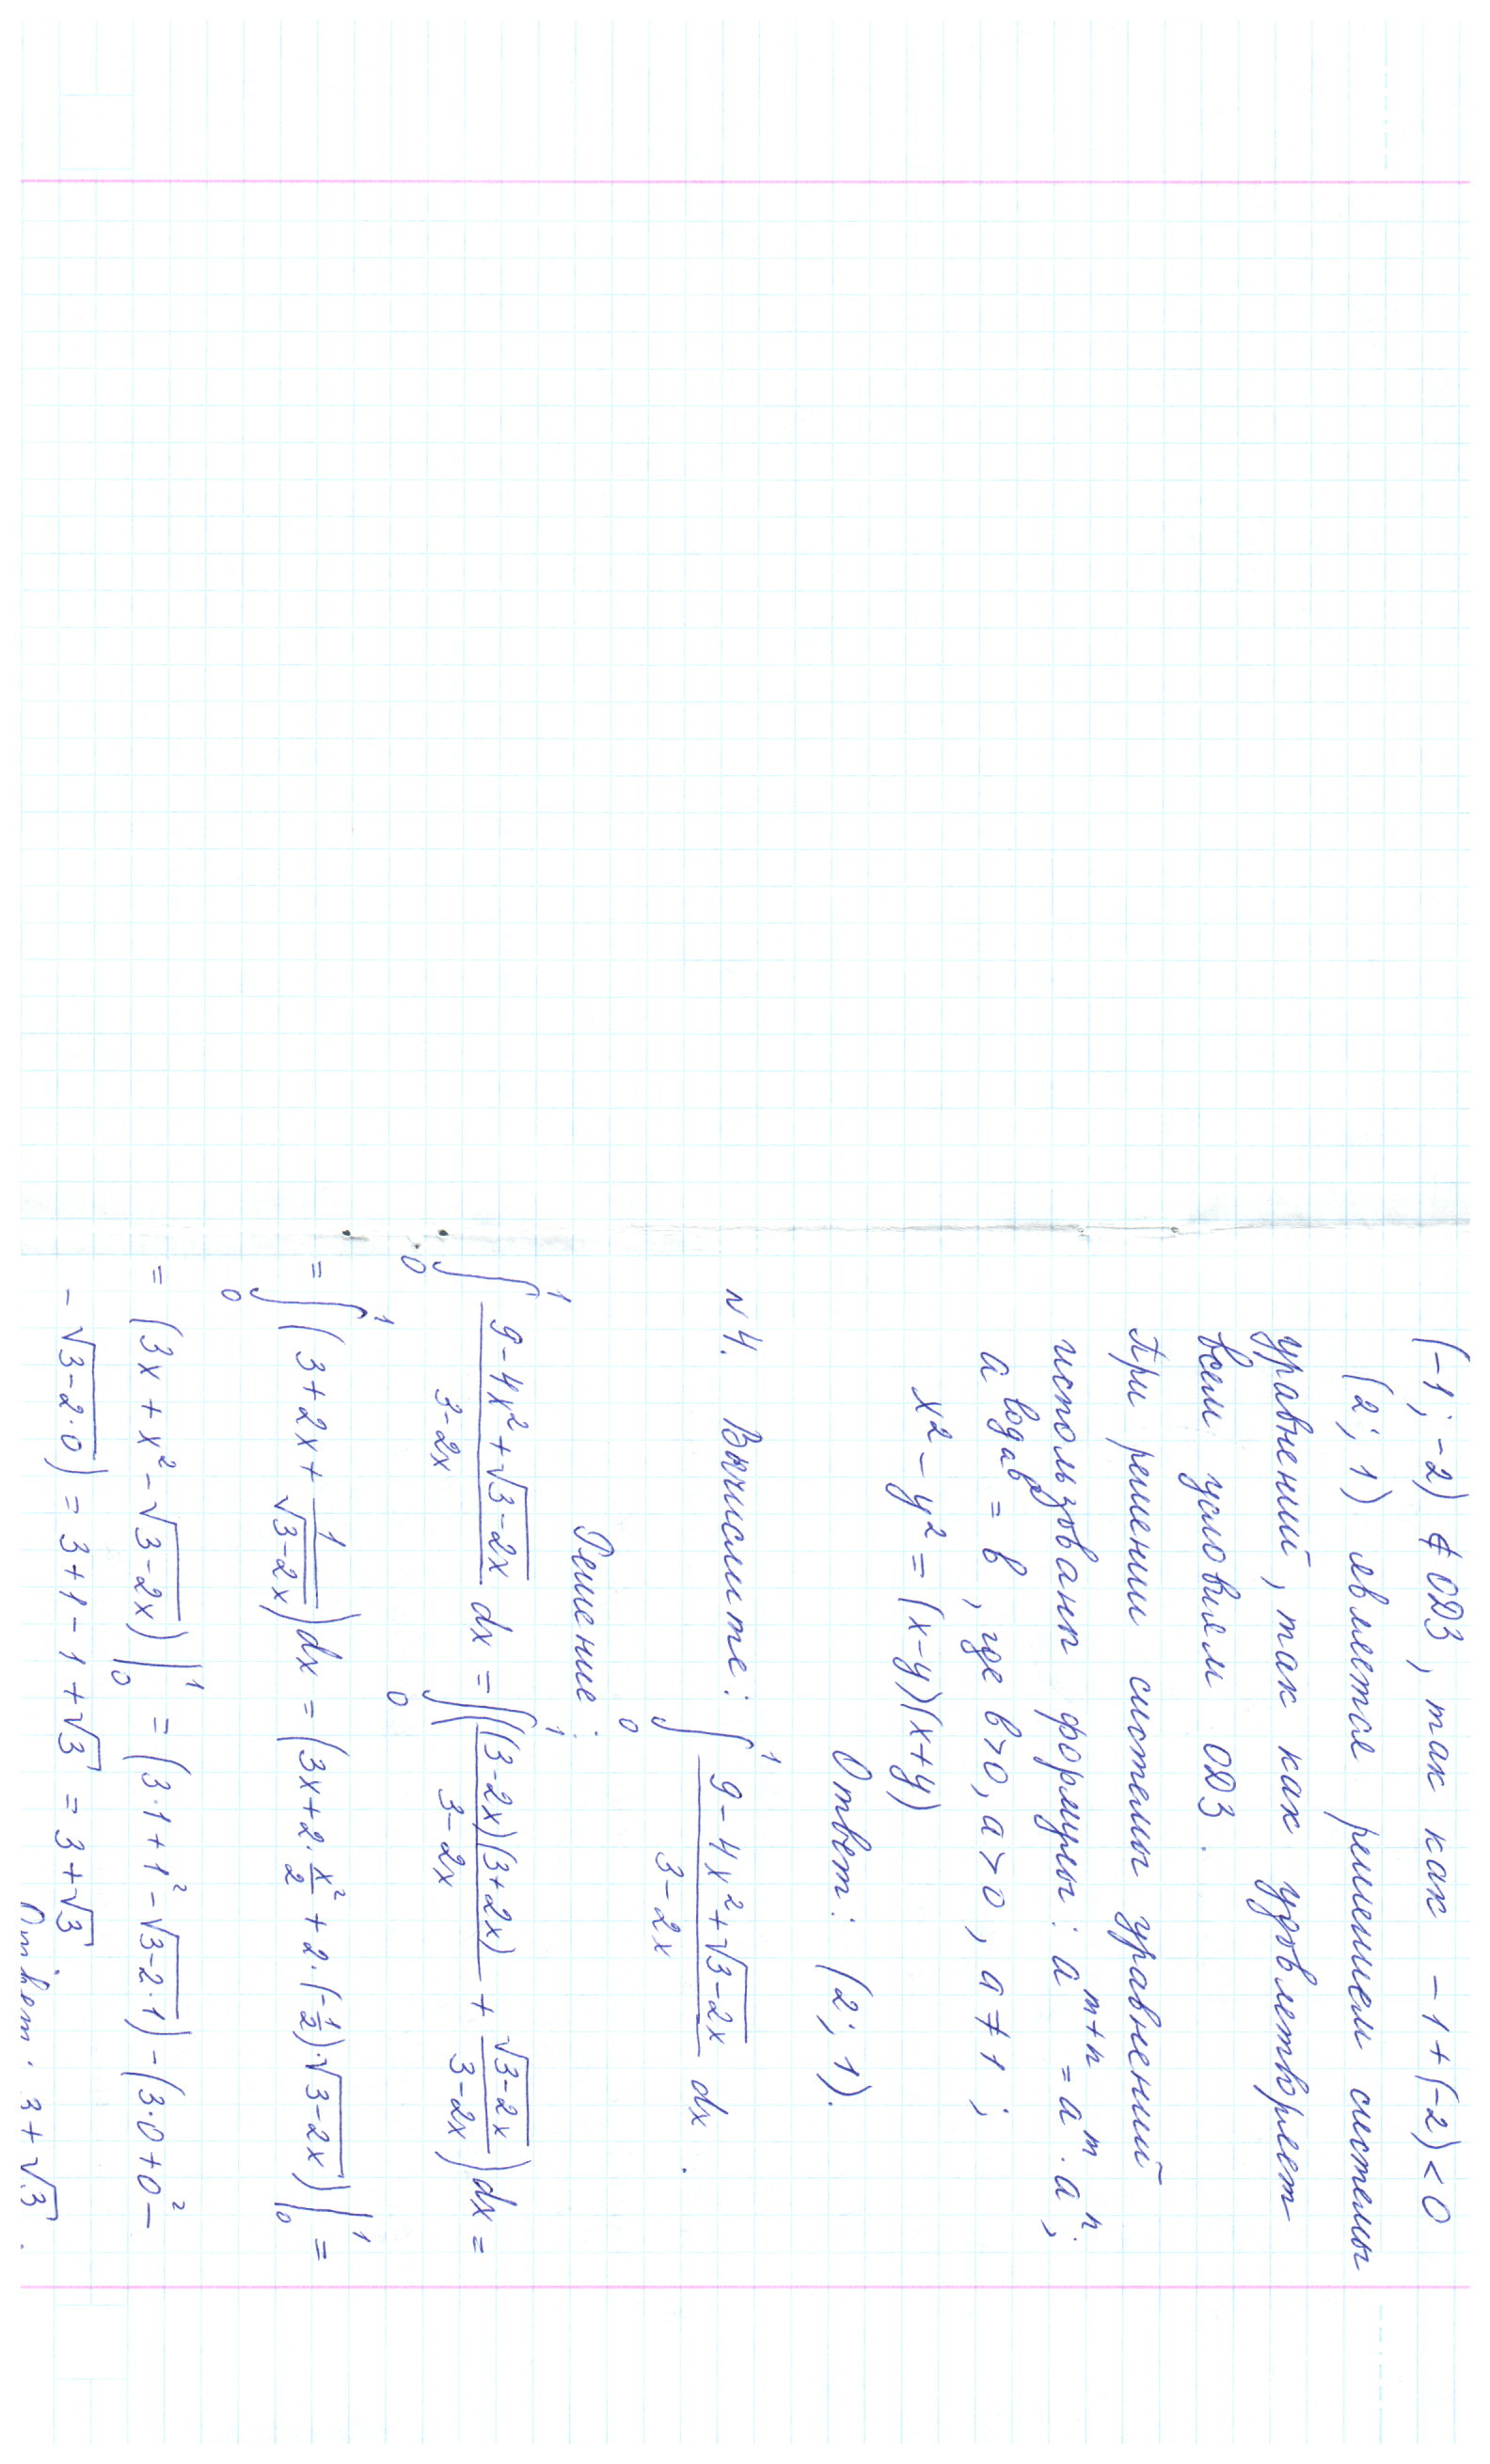 (-1; -2) ∉ ОДЗ, так как -1+(-2) < 0
(2; 1) является решением системы
уравнений, так как удовлетворяет
всем условиям ОДЗ.
При решении системы уравнений
использованы формулы: a^{m+n} = a^m · a^n;
a^{log_a b} = b, где b>0, a>0, a≠1;
x² - y² = (x-y)(x+y)
Ответ: (2; 1).
N 4. Вычислите: ∫₀¹ (9-4x²+√(3-2x))/(3-2x) dx.
Решение:
∫₀¹ (9-4x²+√(3-2x))/(3-2x) dx = ∫₀¹ ((3-2x)(3+2x)/(3-2x) + √(3-2x)/(3-2x)) dx =
= ∫₀¹ (3+2x+1/√(3-2x)) dx = (3x+2·x²/2+2·(-1/2)·√(3-2x))|₀¹ =
= (3x+x²-√(3-2x))|₀¹ = (3·1+1²-√(3-2·1))-(3·0+0²-
-√(3-2·0)) = 3+1-1+√3 = 3+√3
Ответ: 3+√3.